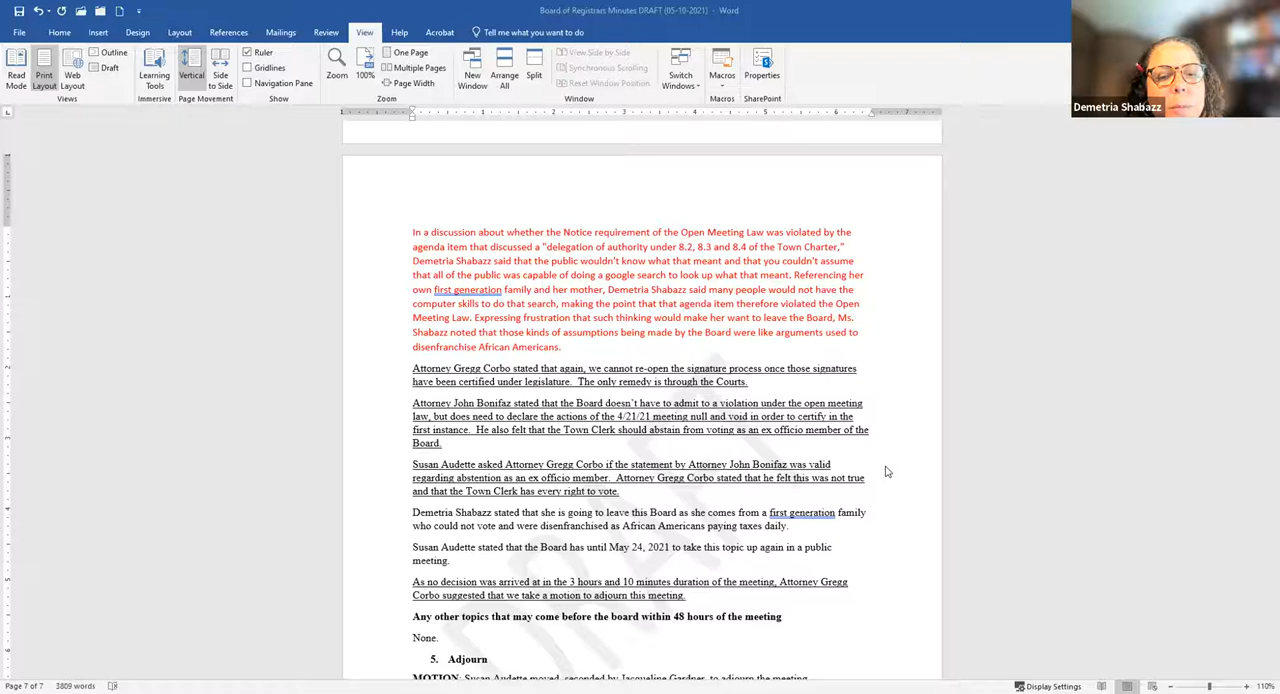 Board of Registrars Minutes DRAFT (05-10-2021) - Word
File Home Insert Design Layout References Mailings Review View Help Acrobat Tell me what you want to do
Read Mode
Print Layout
Web Layout
Outline
Draft
Views
Learning Tools
Immersive
Vertical
Side to Side
Page Movement
Ruler
Gridlines
Navigation Pane
Show
Zoom
100%
One Page
Multiple Pages
Page Width
Zoom
New Window
Arrange All
Split
View Side by Side
Synchronous Scrolling
Reset Window Position
Window
Switch Windows
Macros
Macros
Properties
SharePoint
Demetria Shabazz
In a discussion about whether the Notice requirement of the Open Meeting Law was violated by the
agenda item that discussed a "delegation of authority under 8.2, 8.3 and 8.4 of the Town Charter,"
Demetria Shabazz said that the public wouldn't know what that meant and that you couldn't assume
that all of the public was capable of doing a google search to look up what that meant. Referencing her
own first generation family and her mother, Demetria Shabazz said many people would not have the
computer skills to do that search, making the point that that agenda item therefore violated the Open
Meeting Law. Expressing frustration that such thinking would make her want to leave the Board, Ms.
Shabazz noted that those kinds of assumptions being made by the Board were like arguments used to
disenfranchise African Americans.
Attorney Gregg Corbo stated that again, we cannot re-open the signature process once those signatures
have been certified under legislature. The only remedy is through the Courts.
Attorney John Bonifaz stated that the Board doesn't have to admit to a violation under the open meeting
law, but does need to declare the actions of the 4/21/21 meeting null and void in order to certify in the
first instance. He also felt that the Town Clerk should abstain from voting as an ex officio member of the
Board.
Susan Audette asked Attorney Gregg Corbo if the statement by Attorney John Bonifaz was valid
regarding abstention as an ex officio member. Attorney Gregg Corbo stated that he felt this was not true
and that the Town Clerk has every right to vote.
Demetria Shabazz stated that she is going to leave this Board as she comes from a first generation family
who could not vote and were disenfranchised as African Americans paying taxes daily.
Susan Audette stated that the Board has until May 24, 2021 to take this topic up again in a public
meeting.
As no decision was arrived at in the 3 hours and 10 minutes duration of the meeting, Attorney Gregg
Corbo suggested that we take a motion to adjourn this meeting.
Any other topics that may come before the board within 48 hours of the meeting
None.
5. Adjourn
MOTION: Susan Audette moved, seconded by Jacqueline Gardner, to adjourn the meeting
DRAFT
Page 7 of 7 3809 words Display Settings 110%